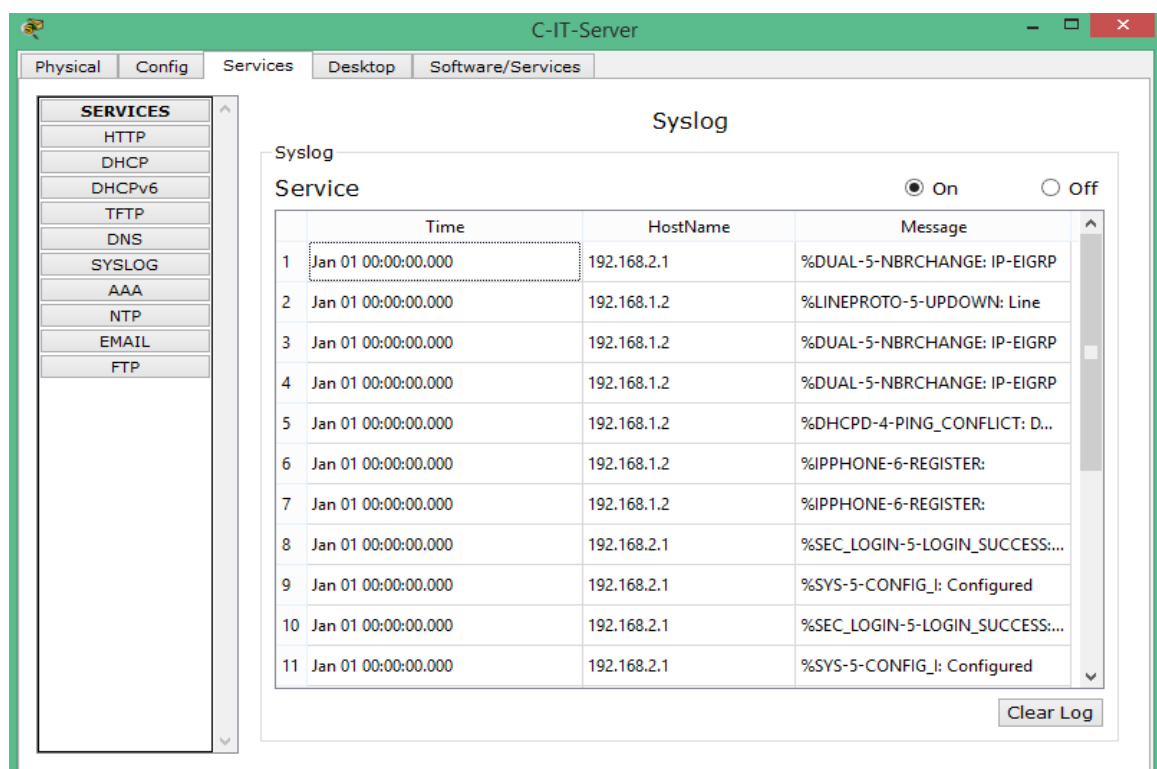 C-IT-Server
Physical Config Services Desktop Software/Services
SERVICES
HTTP
DHCP
DHCPv6
TFTP
DNS
SYSLOG
AAA
NTP
EMAIL
FTP
Syslog
Syslog
Service On Off
Time HostName Message
1 Jan 01 00:00:00.000 192.168.2.1 %DUAL-5-NBRCHANGE: IP-EIGRP
2 Jan 01 00:00:00.000 192.168.1.2 %LINEPROTO-5-UPDOWN: Line
3 Jan 01 00:00:00.000 192.168.1.2 %DUAL-5-NBRCHANGE: IP-EIGRP
4 Jan 01 00:00:00.000 192.168.1.2 %DUAL-5-NBRCHANGE: IP-EIGRP
5 Jan 01 00:00:00.000 192.168.1.2 %DHCPD-4-PING_CONFLICT: D...
6 Jan 01 00:00:00.000 192.168.1.2 %IPPHONE-6-REGISTER:
7 Jan 01 00:00:00.000 192.168.1.2 %IPPHONE-6-REGISTER:
8 Jan 01 00:00:00.000 192.168.2.1 %SEC_LOGIN-5-LOGIN_SUCCESS:...
9 Jan 01 00:00:00.000 192.168.2.1 %SYS-5-CONFIG_I: Configured
10 Jan 01 00:00:00.000 192.168.2.1 %SEC_LOGIN-5-LOGIN_SUCCESS:...
11 Jan 01 00:00:00.000 192.168.2.1 %SYS-5-CONFIG_I: Configured
Clear Log